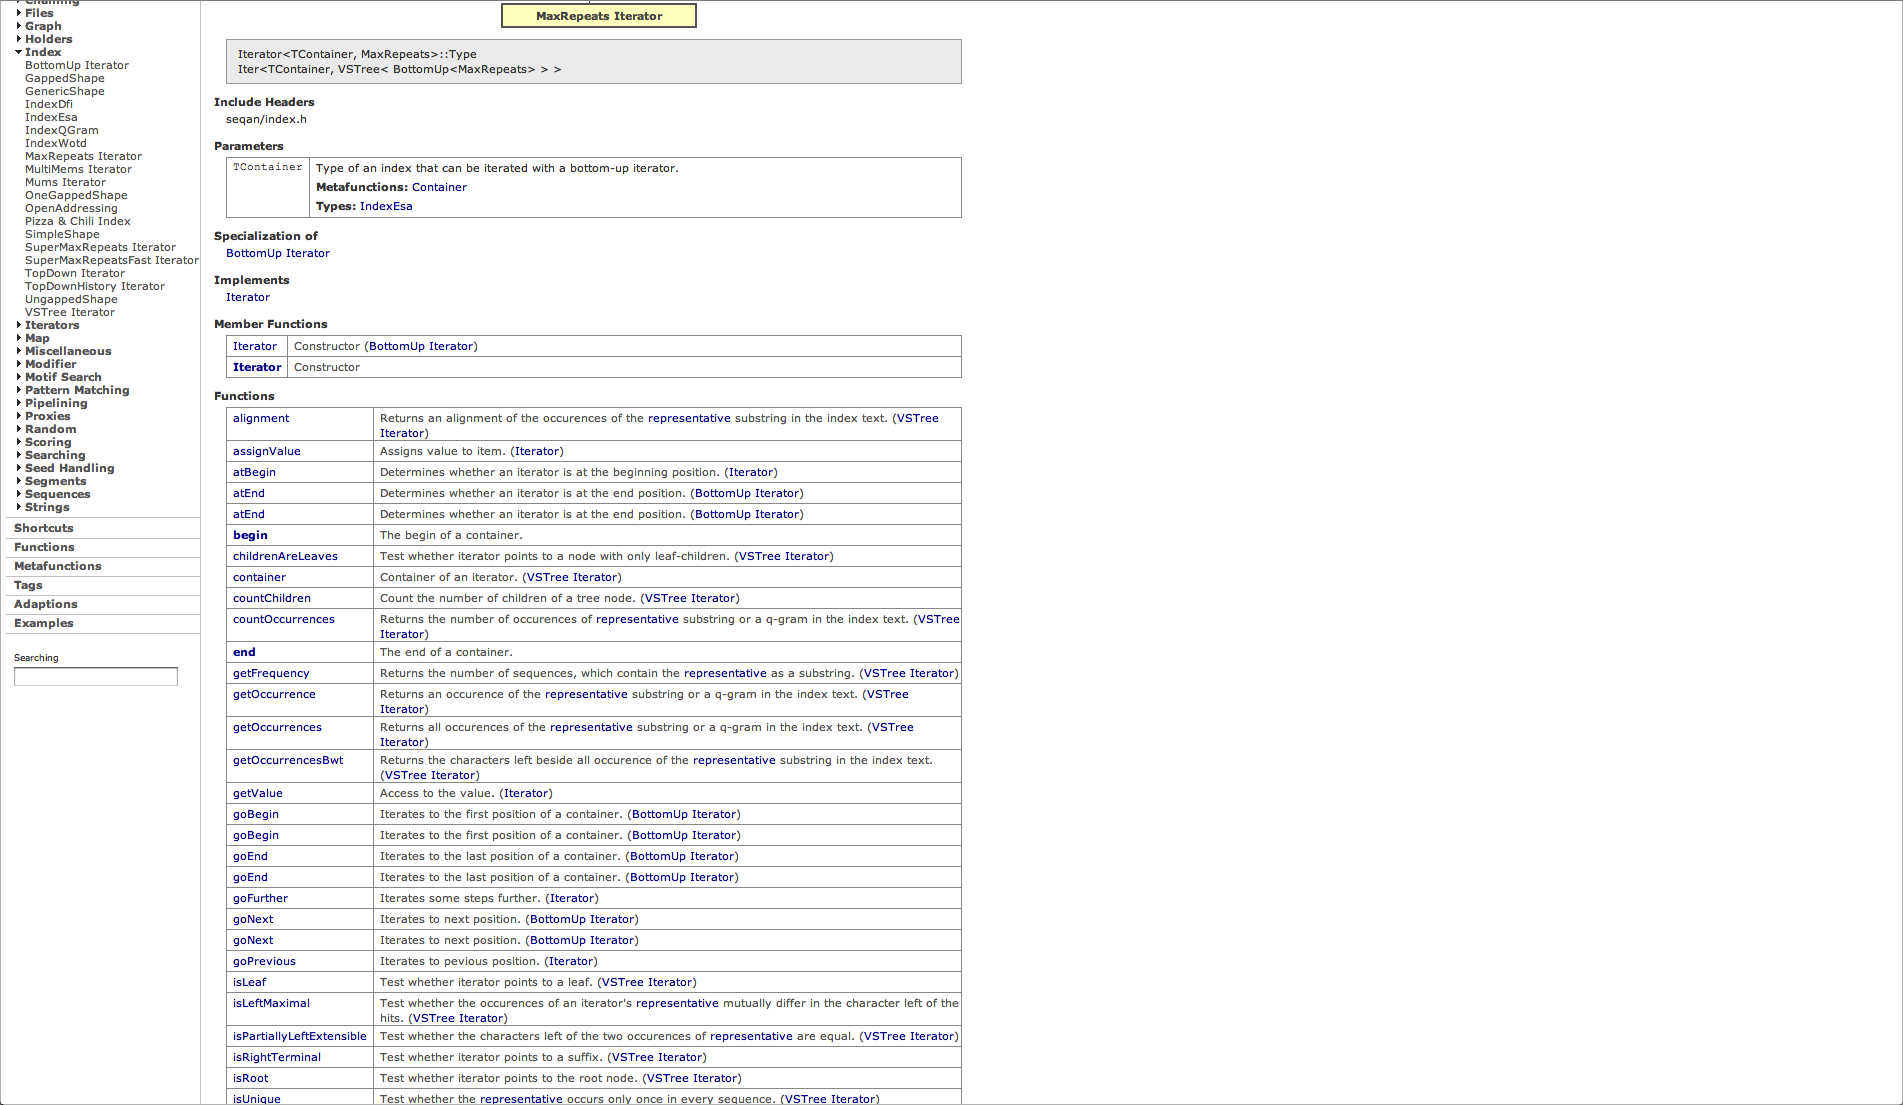 Chaining
Files
Graph
Holders
Index
BottomUp Iterator
GappedShape
GenericShape
IndexDfi
IndexEsa
IndexQGram
IndexWotd
MaxRepeats Iterator
MultiMems Iterator
Mums Iterator
OneGappedShape
OpenAddressing
Pizza & Chili Index
SimpleShape
SuperMaxRepeats Iterator
SuperMaxRepeatsFast Iterator
TopDown Iterator
TopDownHistory Iterator
UngappedShape
VSTree Iterator
Iterators
Map
Miscellaneous
Modifier
Motif Search
Pattern Matching
Pipelining
Proxies
Random
Scoring
Searching
Seed Handling
Segments
Sequences
Strings
Shortcuts
Functions
Metafunctions
Tags
Adaptions
Examples
Searching
MaxRepeats Iterator
Iterator<TContainer, MaxRepeats>::Type
Iter<TContainer, VSTree< BottomUp<MaxRepeats> > >
Include Headers
seqan/index.h
Parameters
TContainer Type of an index that can be iterated with a bottom-up iterator.
Metafunctions: Container
Types: IndexEsa
Specialization of
BottomUp Iterator
Implements
Iterator
Member Functions
Iterator Constructor (BottomUp Iterator)
Iterator Constructor
Functions
alignment Returns an alignment of the occurences of the representative substring in the index text. (VSTree
Iterator)
assignValue Assigns value to item. (Iterator)
atBegin Determines whether an iterator is at the beginning position. (Iterator)
atEnd Determines whether an iterator is at the end position. (BottomUp Iterator)
atEnd Determines whether an iterator is at the end position. (BottomUp Iterator)
begin The begin of a container.
childrenAreLeaves Test whether iterator points to a node with only leaf-children. (VSTree Iterator)
container Container of an iterator. (VSTree Iterator)
countChildren Count the number of children of a tree node. (VSTree Iterator)
countOccurrences Returns the number of occurences of representative substring or a q-gram in the index text. (VSTree
Iterator)
end The end of a container.
getFrequency Returns the number of sequences, which contain the representative as a substring. (VSTree Iterator)
getOccurrence Returns an occurence of the representative substring or a q-gram in the index text. (VSTree
Iterator)
getOccurrences Returns all occurences of the representative substring or a q-gram in the index text. (VSTree
Iterator)
getOccurrencesBwt Returns the characters left beside all occurence of the representative substring in the index text.
(VSTree Iterator)
getValue Access to the value. (Iterator)
goBegin Iterates to the first position of a container. (BottomUp Iterator)
goBegin Iterates to the first position of a container. (BottomUp Iterator)
goEnd Iterates to the last position of a container. (BottomUp Iterator)
goEnd Iterates to the last position of a container. (BottomUp Iterator)
goFurther Iterates some steps further. (Iterator)
goNext Iterates to next position. (BottomUp Iterator)
goNext Iterates to next position. (BottomUp Iterator)
goPrevious Iterates to pevious position. (Iterator)
isLeaf Test whether iterator points to a leaf. (VSTree Iterator)
isLeftMaximal Test whether the occurences of an iterator's representative mutually differ in the character left of the
hits. (VSTree Iterator)
isPartiallyLeftExtensible Test whether the characters left of the two occurences of representative are equal. (VSTree Iterator)
isRightTerminal Test whether iterator points to a suffix. (VSTree Iterator)
isRoot Test whether iterator points to the root node. (VSTree Iterator)
isUnique Test whether the representative occurs only once in every sequence. (VSTree Iterator)